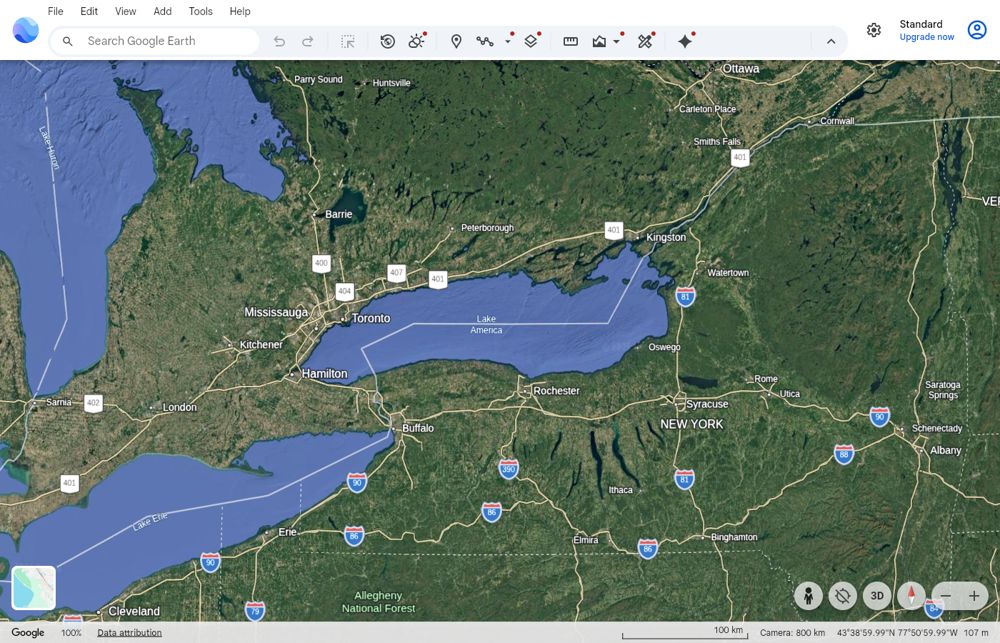 File Edit View Add Tools Help
Search Google Earth
Standard
Upgrade now
Ottawa
Parry Sound
Huntsville
Carleton Place
Cornwall
Lake Huron
Smiths Falls
401
VER
Barrie
Peterborough
401
Kingston
400
407
401
Watertown
404
81
Mississauga
Toronto
Lake
America
Kitchener
Oswego
Hamilton
Rochester
Rome
Utica
Saratoga
Springs
Sarnia
402
London
Syracuse
90
NEW YORK
Buffalo
Schenectady
Albany
88
390
90
81
401
Ithaca
86
Lake Erie
Erie
86
Elmira
86
Binghamton
90
Allegheny
National Forest
3D
Cleveland
79
84
Google 100% Data attribution 100 km Camera: 800 km 43°38'59.99"N 77°50'59.99"W 107 m